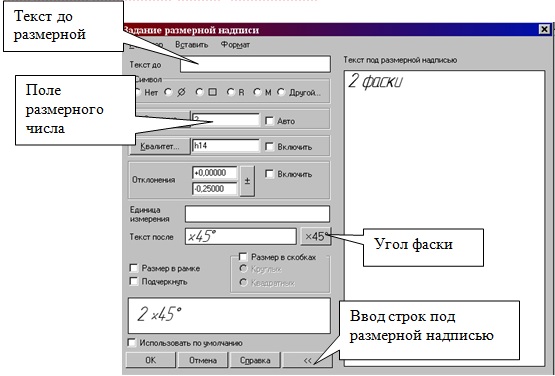 Текст до
размерной
Задание размерной надписи
Вставить Формат
Текст до
Текст под размерной надписью
2 фаски
Символ
Нет Ø □ R M Другой...
Поле
размерного
числа
Авто
Квалитет... h14 Включить
Отклонения +0,00000 ± Включить
-0,25000
Единица
измерения
Текст после x45° ×45°
Угол фаски
Размер в скобках
Размер в рамке Круглых
Подчеркнуть Квадратных
2 x45°
Ввод строк под
размерной надписью
Использовать по умолчанию
OK Отмена Справка <<